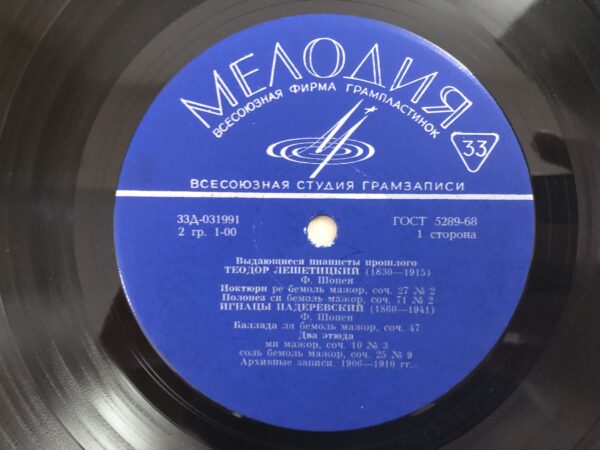 МЕЛОДИЯ
ВСЕСОЮЗНАЯ ФИРМА ГРАМПЛАСТИНОК
33
ВСЕСОЮЗНАЯ СТУДИЯ ГРАМЗАПИСИ
33Д-031991 ГОСТ 5289-68
2 гр. 1-00 1 сторона
Выдающиеся пианисты прошлого
ТЕОДОР ЛЕШЕТИЦКИЙ (1830—1915)
Ф. Шопен
Ноктюрн ре бемоль мажор, соч. 27 № 2
Полонез си бемоль мажор, соч. 71 № 2
ИГНАЦЫ ПАДЕРЕВСКИЙ (1860—1941)
Ф. Шопен
Баллада ля бемоль мажор, соч. 47
Два этюда
ми мажор, соч. 10 № 3
соль бемоль мажор, соч. 25 № 9
Архивные записи. 1906—1910 гг.